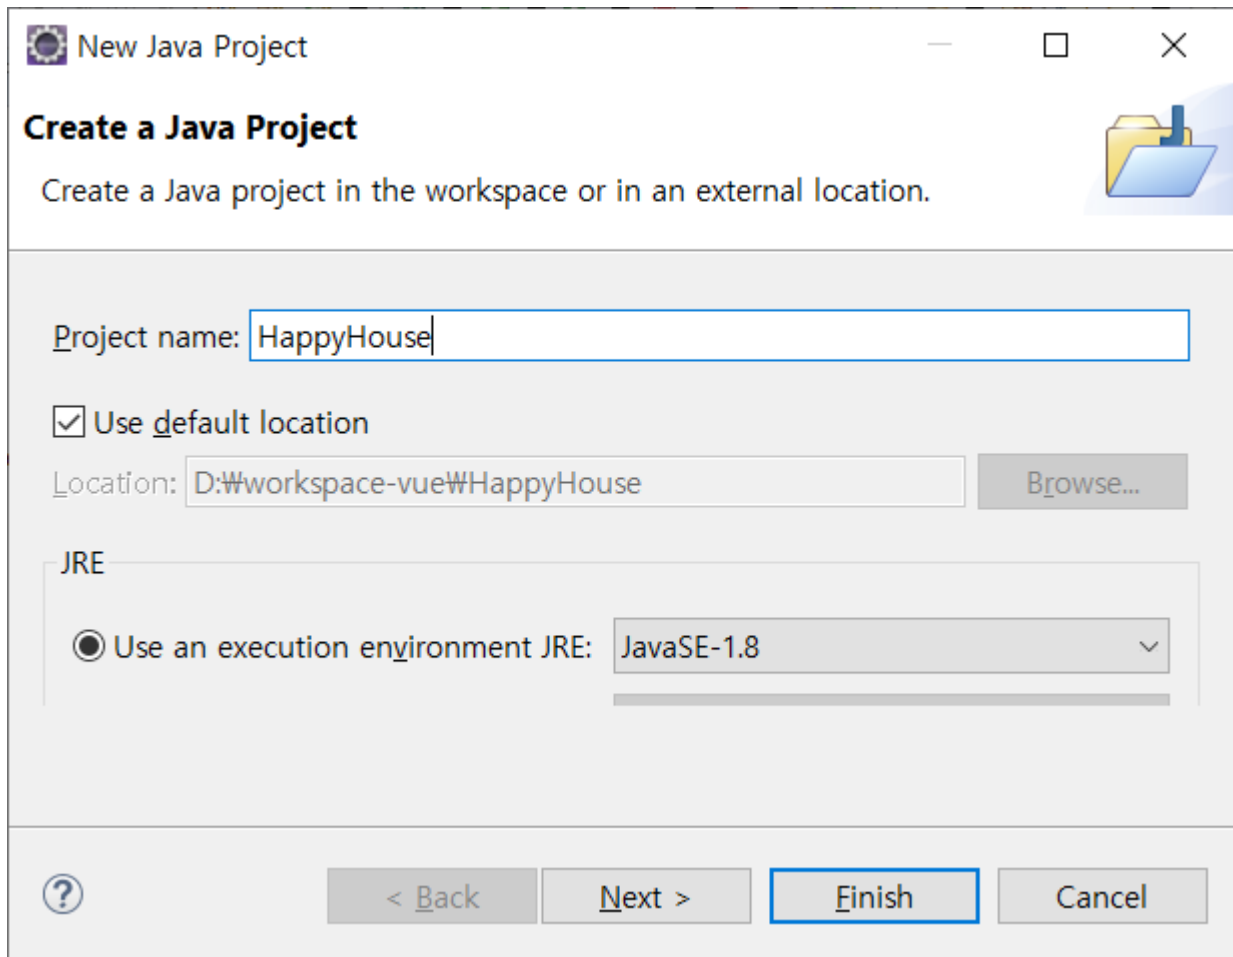 New Java Project
Create a Java Project
Create a Java project in the workspace or in an external location.
Project name: HappyHouse
Use default location
Location: D:₩workspace-vue₩HappyHouse Browse...
JRE
Use an execution environment JRE: JavaSE-1.8
< Back Next > Finish Cancel